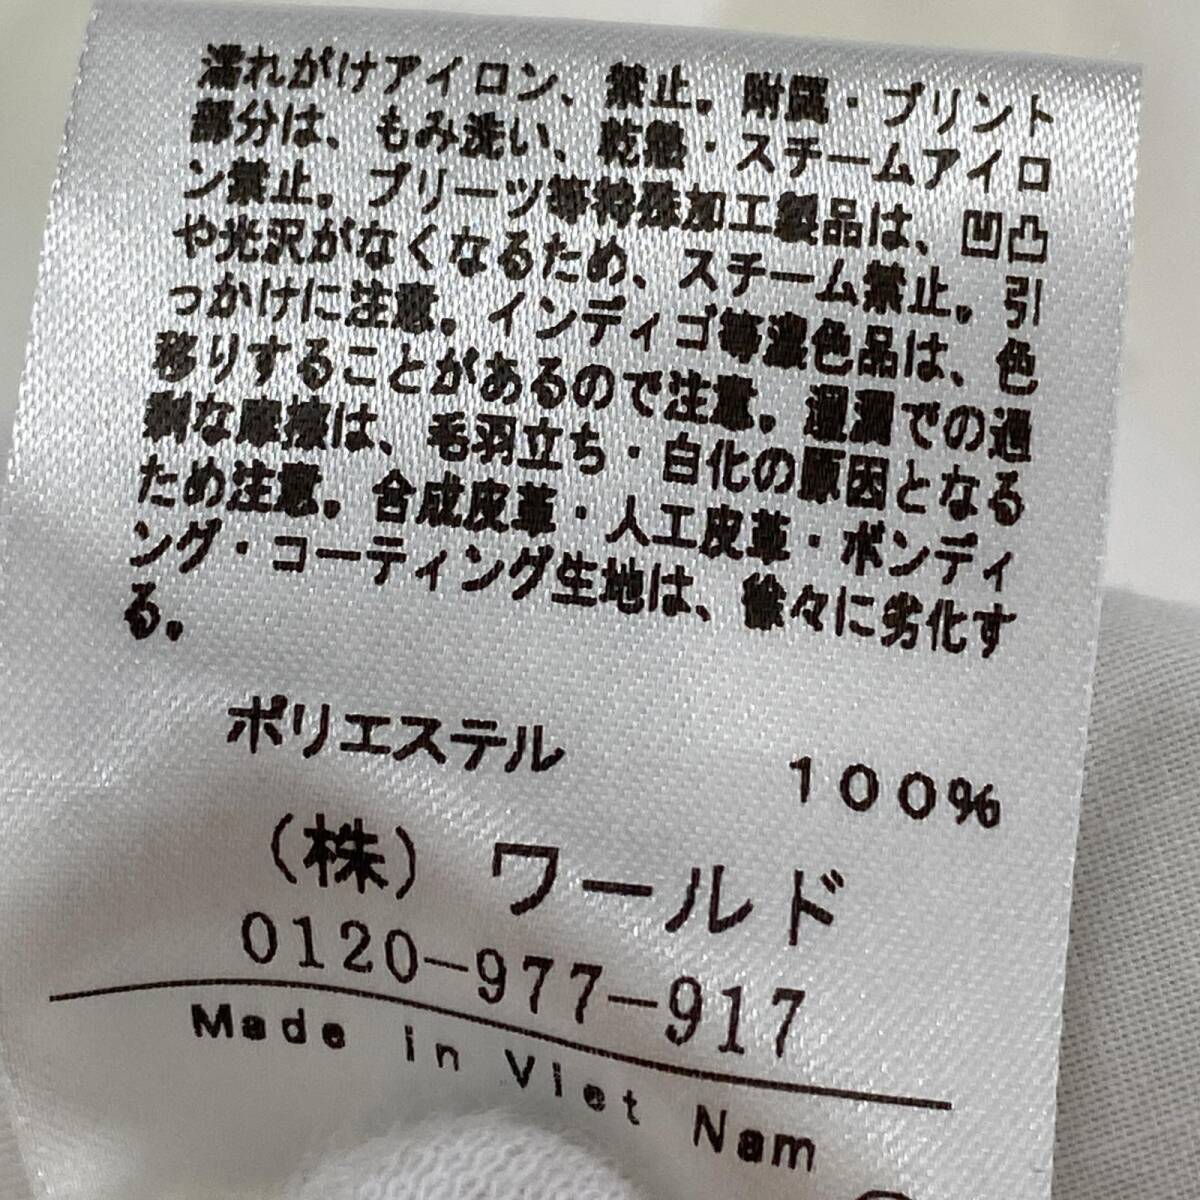 濡れがけアイロン、禁止。附属・プリント
部分は、もみ洗い、乾燥・スチームアイロ
ン禁止。プリーツ等特殊加工製品は、凹凸
や光沢がなくなるため、スチーム禁止。引
っかけに注意。インディゴ等濃色品は、色
移りすることがあるので注意。湿潤での過
剰な摩擦は、毛羽立ち・白化の原因となる
ため注意。合成皮革・人工皮革・ボンディ
ング・コーティング生地は、徐々に劣化す
る。
ポリエステル 100%
(株) ワールド
0120-977-917
Made in Viet Nam